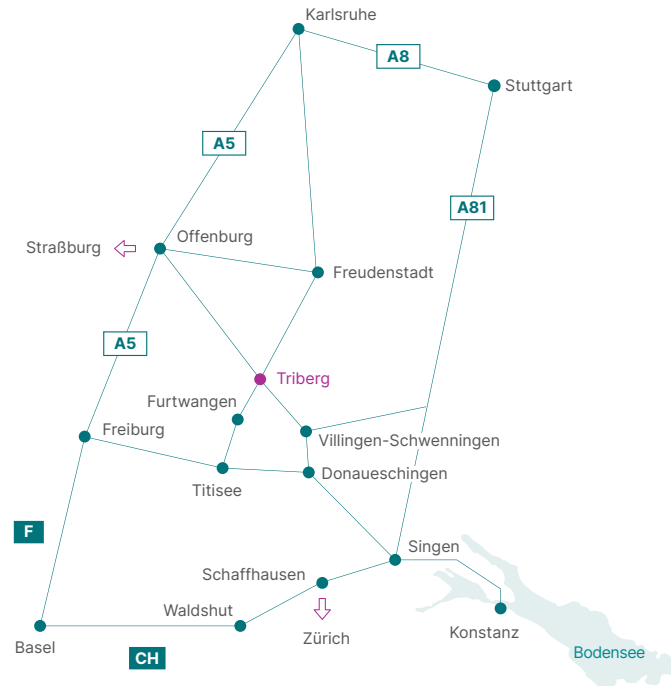 Karlsruhe
A8
Stuttgart
A5
A81
Offenburg
Straßburg
Freudenstadt
A5
Triberg
Furtwangen
Freiburg
Villingen-Schwenningen
Donaueschingen
Titisee
F
Singen
Schaffhausen
Waldshut
Zürich
Konstanz
Basel
Bodensee
CH